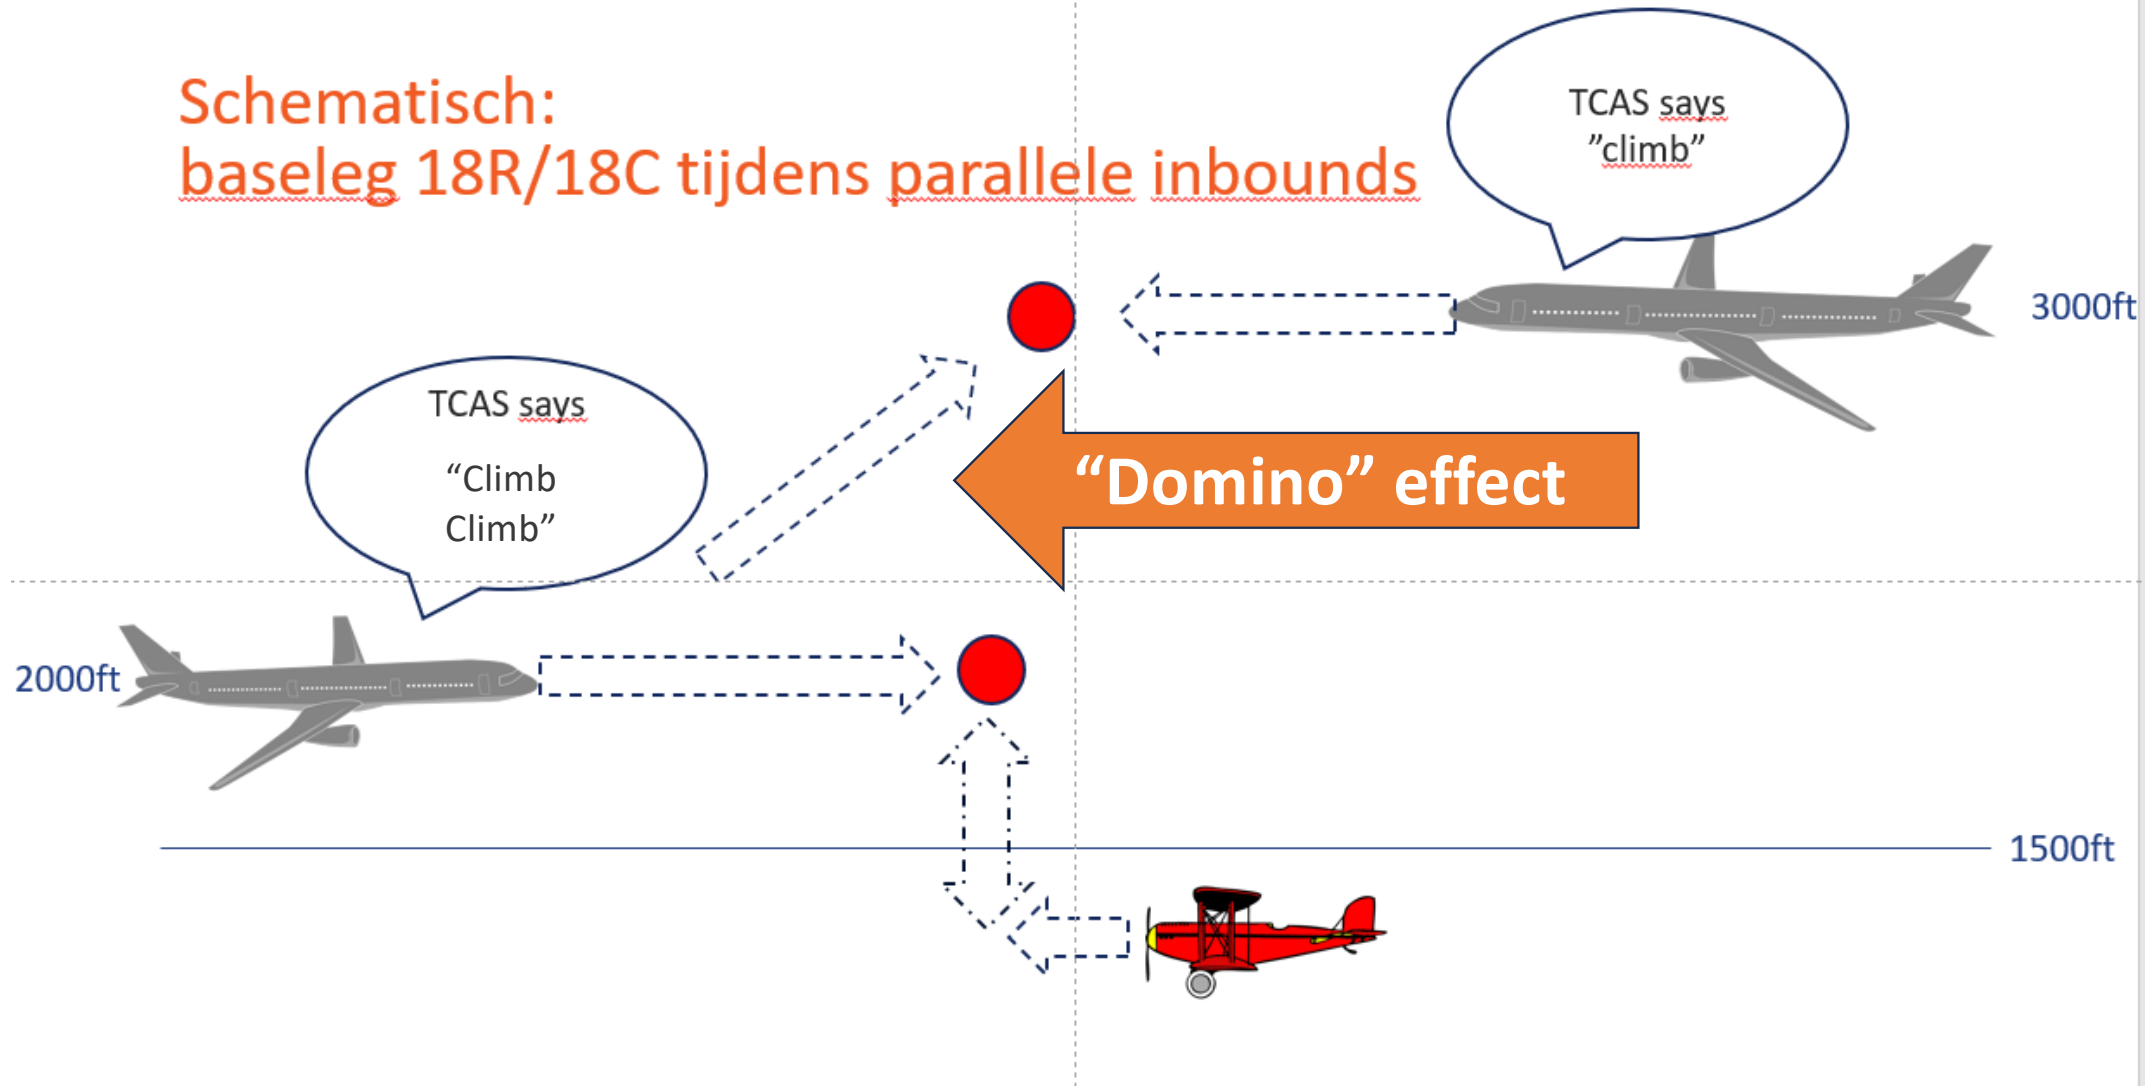 Schematisch:
baseleg 18R/18C tijdens parallele inbounds
TCAS says
”climb”
3000ft
TCAS says
“Climb
Climb”
“Domino” effect
2000ft
1500ft